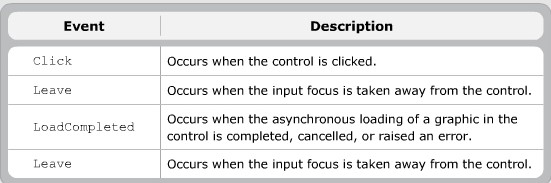 Event Description
Click Occurs when the control is clicked.
Leave Occurs when the input focus is taken away from the control.
LoadCompleted Occurs when the asynchronous loading of a graphic in the
control is completed, cancelled, or raised an error.
Leave Occurs when the input focus is taken away from the control.